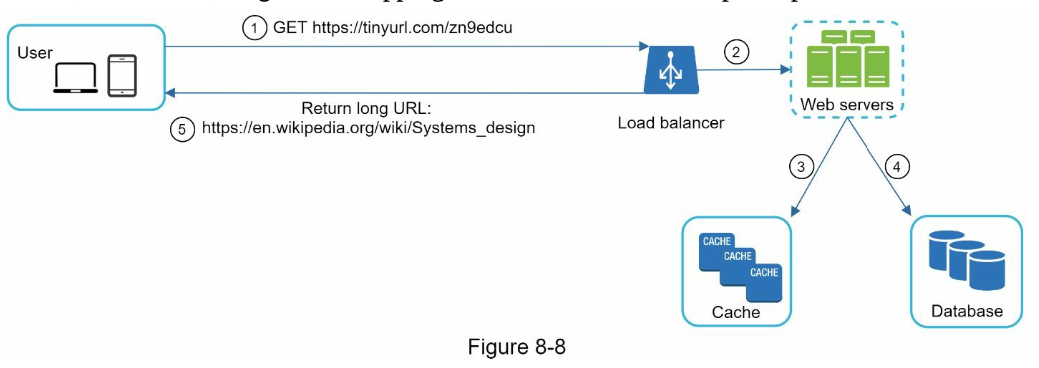 1 GET https://tinyurl.com/zn9edcu
User
2
Return long URL:
5 https://en.wikipedia.org/wiki/Systems_design
Load balancer
Web servers
3
4
CACHE
CACHE
CACHE
Cache
Database
Figure 8-8